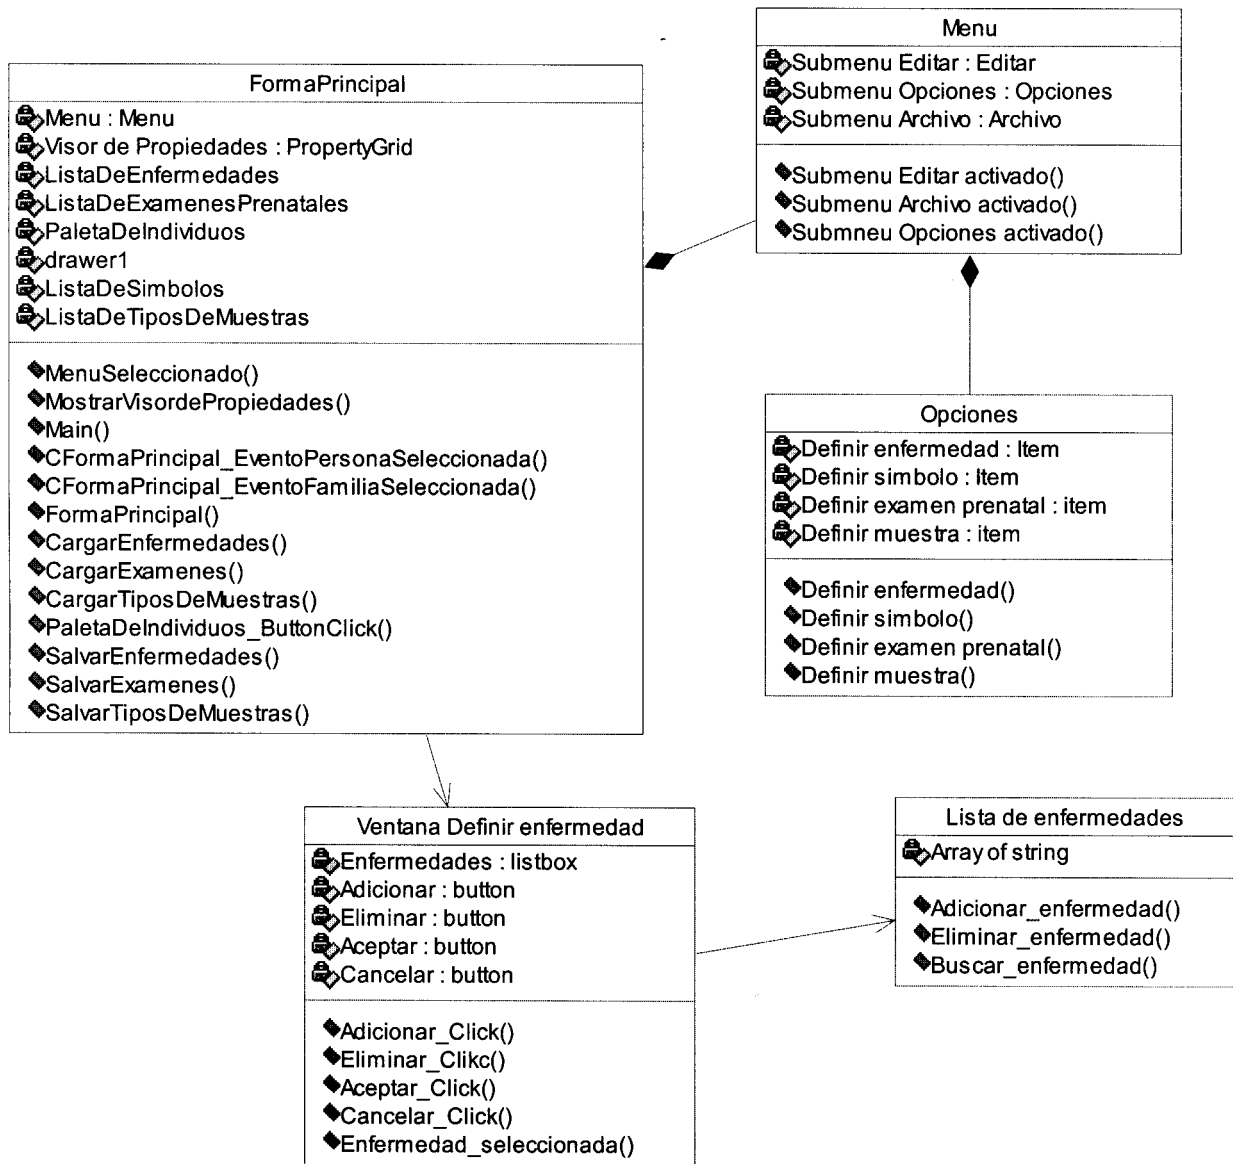 FormaPrincipal
Menu : Menu
Visor de Propiedades : PropertyGrid
ListaDeEnfermedades
ListaDeExamenesPrenatales
PaletaDeIndividuos
drawer1
ListaDeSimbolos
ListaDeTiposDeMuestras
MenuSeleccionado()
MostrarVisordePropiedades()
Main()
CFormaPrincipal_EventoPersonaSeleccionada()
CFormaPrincipal_EventoFamiliaSeleccionada()
FormaPrincipal()
CargarEnfermedades()
CargarExamenes()
CargarTiposDeMuestras()
PaletaDeIndividuos_ButtonClick()
SalvarEnfermedades()
SalvarExamenes()
SalvarTiposDeMuestras()
Menu
Submenu Editar : Editar
Submenu Opciones : Opciones
Submenu Archivo : Archivo
Submenu Editar activado()
Submenu Archivo activado()
Submneu Opciones activado()
Opciones
Definir enfermedad : Item
Definir simbolo : Item
Definir examen prenatal : item
Definir muestra : item
Definir enfermedad()
Definir simbolo()
Definir examen prenatal()
Definir muestra()
Ventana Definir enfermedad
Enfermedades : listbox
Adicionar : button
Eliminar : button
Aceptar : button
Cancelar : button
Adicionar_Click()
Eliminar_Clikc()
Aceptar_Click()
Cancelar_Click()
Enfermedad_seleccionada()
Lista de enfermedades
Array of string
Adicionar_enfermedad()
Eliminar_enfermedad()
Buscar_enfermedad()